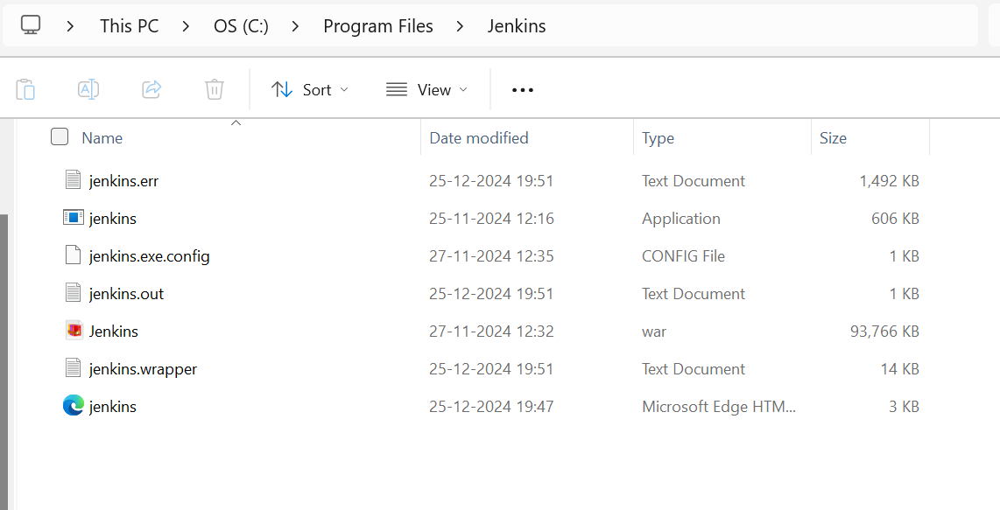 This PC > OS (C:) > Program Files > Jenkins
Sort View
Name Date modified Type Size
jenkins.err 25-12-2024 19:51 Text Document 1,492 KB
jenkins 25-11-2024 12:16 Application 606 KB
jenkins.exe.config 27-11-2024 12:35 CONFIG File 1 KB
jenkins.out 25-12-2024 19:51 Text Document 1 KB
Jenkins 27-11-2024 12:32 war 93,766 KB
jenkins.wrapper 25-12-2024 19:51 Text Document 14 KB
jenkins 25-12-2024 19:47 Microsoft Edge HTM... 3 KB